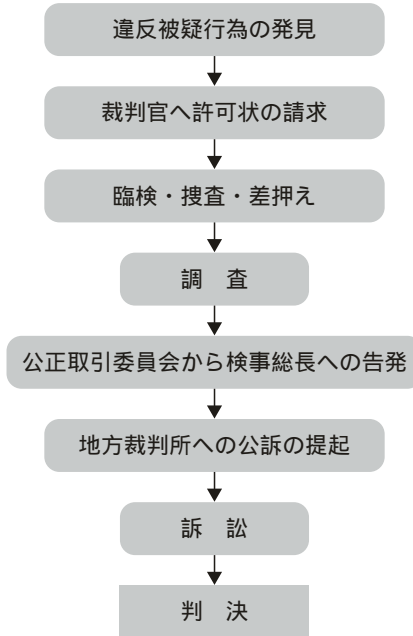 違反被疑行為の発見
裁判官へ許可状の請求
臨検・捜査・差押え
調　査
公正取引委員会から検事総長への告発
地方裁判所への公訴の提起
訴　訟
判　決